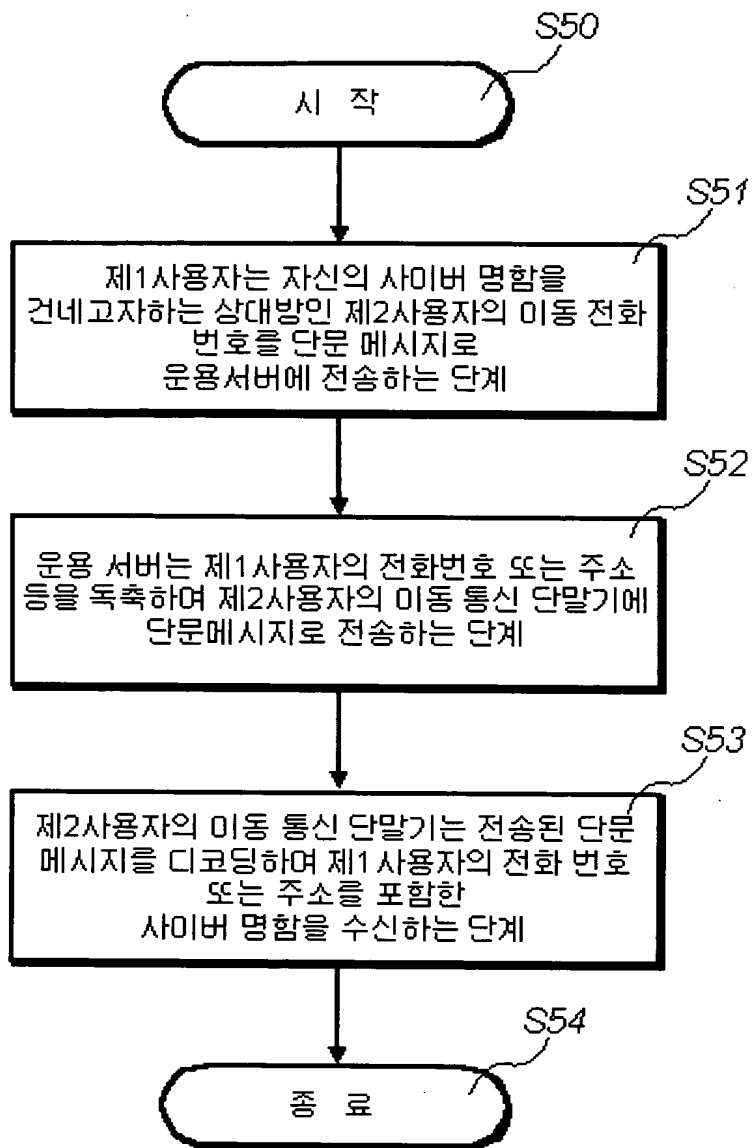 S50
시 작
S51
제1사용자는 자신의 사이버 명함을
건네고자하는 상대방인 제2사용자의 이동 전화
번호를 단문 메시지로
운용서버에 전송하는 단계
S52
운용 서버는 제1사용자의 전화번호 또는 주소
등을 독축하며 제2사용자의 이동 통신 단말기에
단문메시지로 전송하는 단계
S53
제2사용자의 이동 통신 단말기는 전송된 단문
메시지를 디코딩하며 제1사용자의 전화 번호
또는 주소를 포함한
사이버 명함을 수신하는 단계
S54
종 료